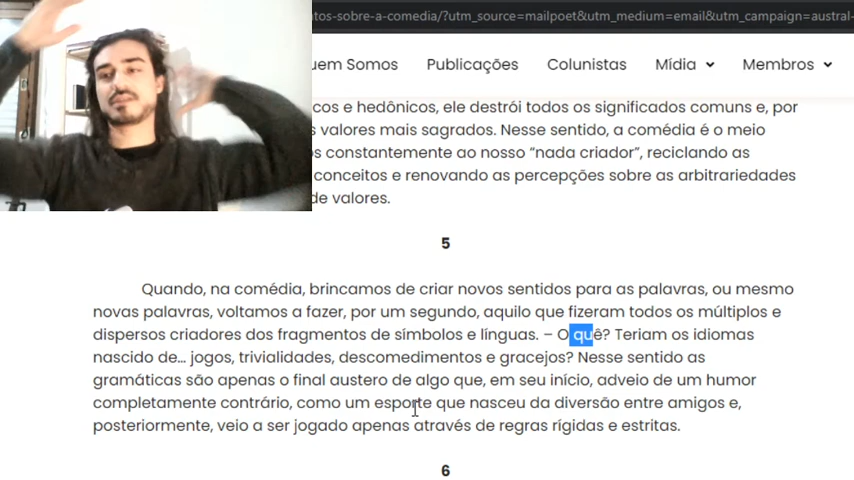 ntos-sobre-a-comedia/?utm_source=mailpoet&utm_medium=email&utm_campaign=austral-
uem Somos Publicações Colunistas Mídia Membros
cos e hedônicos, ele destrói todos os significados comuns e, por
s valores mais sagrados. Nesse sentido, a comédia é o meio
os constantemente ao nosso “nada criador”, reciclando as
conceitos e renovando as percepções sobre as arbitrariedades
de valores.
5
Quando, na comédia, brincamos de criar novos sentidos para as palavras, ou mesmo
novas palavras, voltamos a fazer, por um segundo, aquilo que fizeram todos os múltiplos e
dispersos criadores dos fragmentos de símbolos e línguas. – O quê? Teriam os idiomas
nascido de... jogos, trivialidades, descomedimentos e gracejos? Nesse sentido as
gramáticas são apenas o final austero de algo que, em seu início, adveio de um humor
completamente contrário, como um esporte que nasceu da diversão entre amigos e,
posteriormente, veio a ser jogado apenas através de regras rígidas e estritas.
6